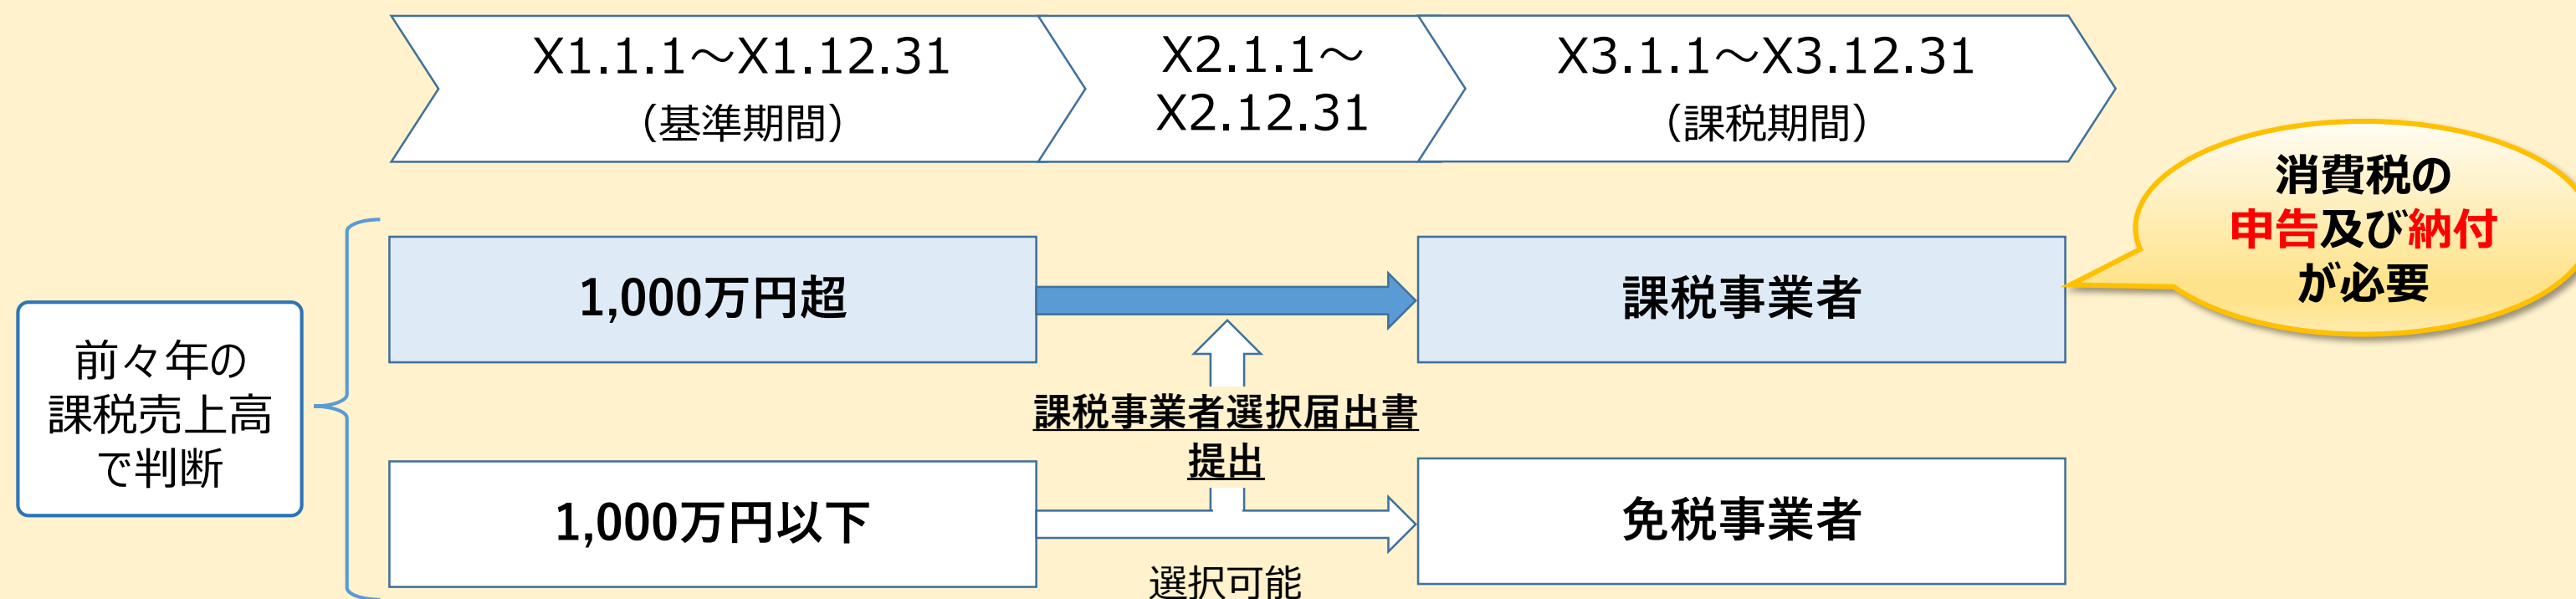 X1.1.1～X1.12.31
（基準期間）
X2.1.1～
X2.12.31
X3.1.1～X3.12.31
（課税期間）
消費税の
申告及び納付
が必要
1,000万円超
課税事業者
前々年の
課税売上高
で判断
課税事業者選択届出書
提出
1,000万円以下
免税事業者
選択可能